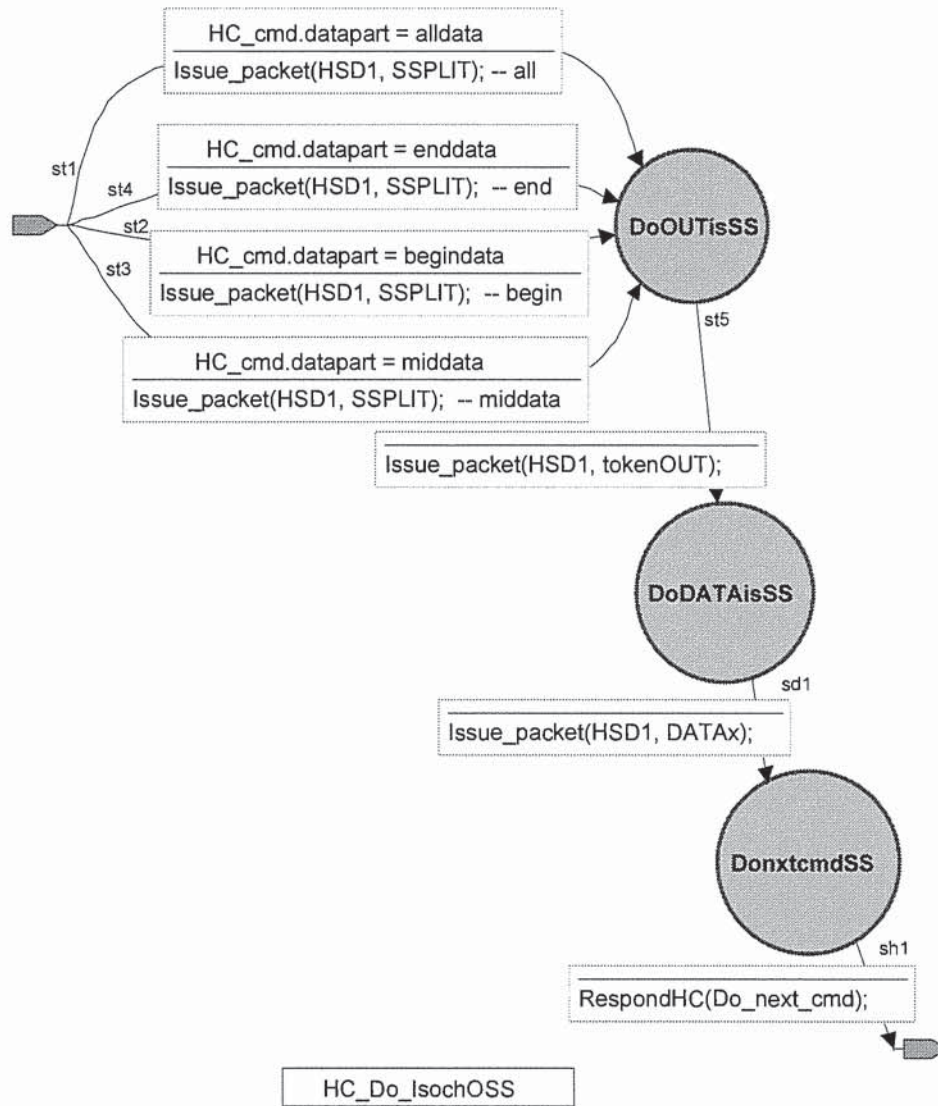 HC_cmd.datapart = alldata
Issue_packet(HSD1, SSPLIT); -- all
st1
HC_cmd.datapart = enddata
Issue_packet(HSD1, SSPLIT);  -- end
st4
st2
HC_cmd.datapart = begindata
Issue_packet(HSD1, SSPLIT);  -- begin
st3
HC_cmd.datapart = middata
Issue_packet(HSD1, SSPLIT);  -- middata
DoOUTisSS
st5
Issue_packet(HSD1, tokenOUT);
DoDATAisSS
sd1
Issue_packet(HSD1, DATAx);
DonxtcmdSS
sh1
RespondHC(Do_next_cmd);
HC_Do_IsochOSS